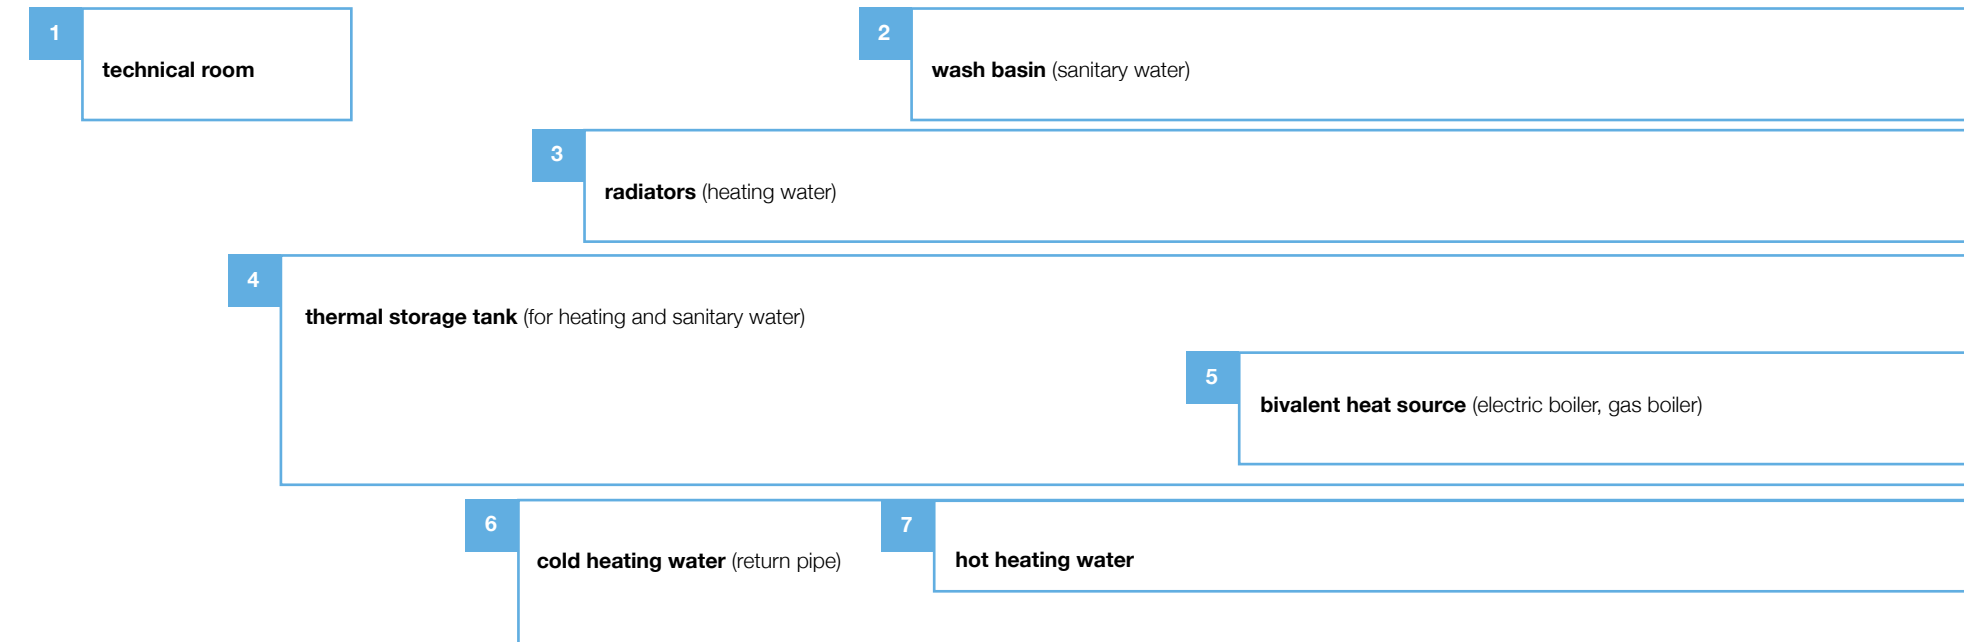 1
technical room
2
wash basin (sanitary water)
3
radiators (heating water)
4
thermal storage tank (for heating and sanitary water)
5
bivalent heat source (electric boiler, gas boiler)
6
cold heating water (return pipe)
7
hot heating water